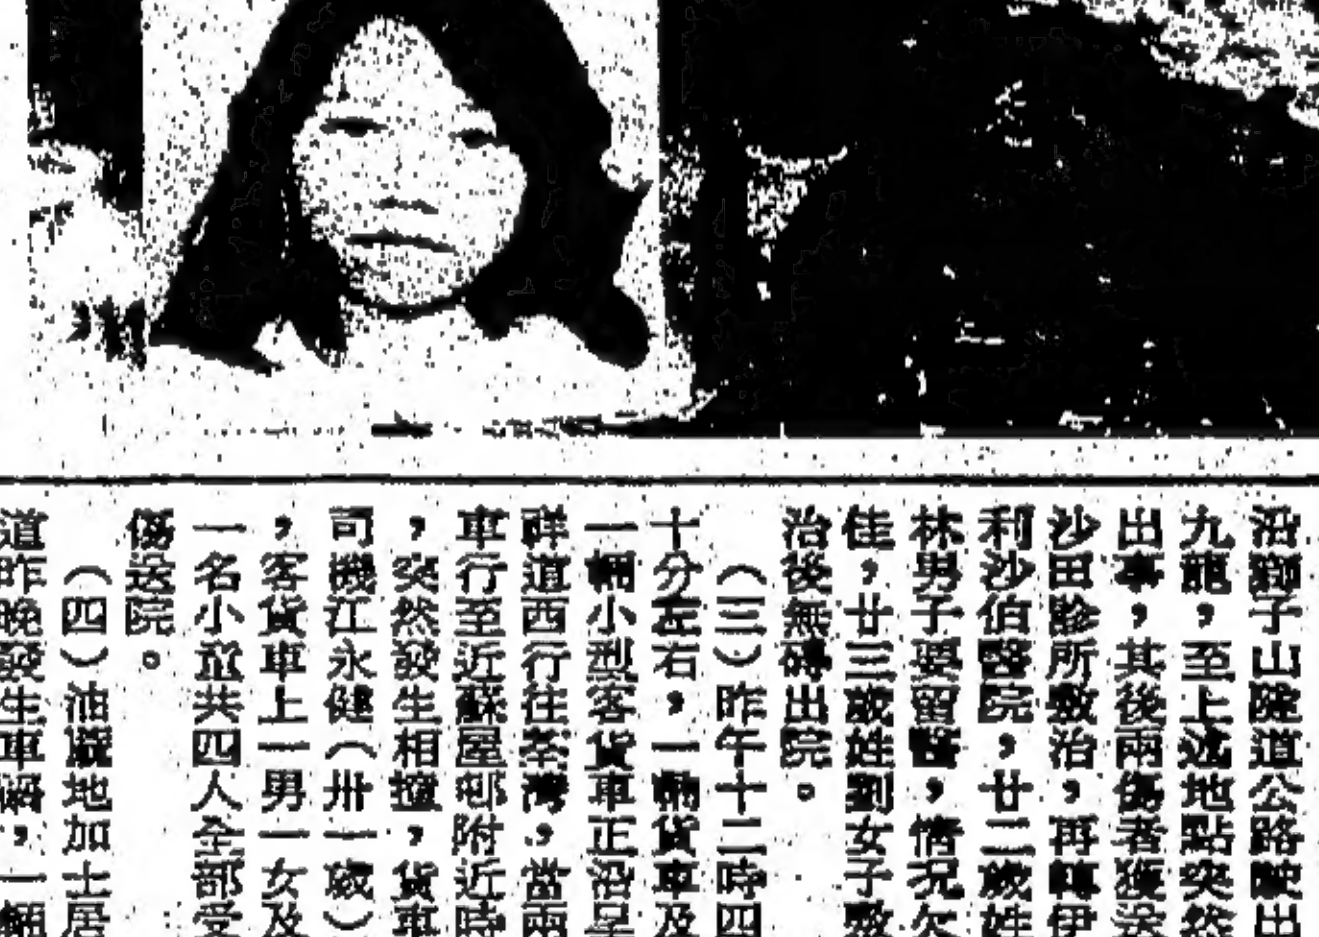 沿獅子山隧道公路駛出
九龍，至上述地點突然
出事，其後兩傷者獲送
沙田診所救治，再轉伊
利沙伯醫院，廿二歲姓
林男子要留醫，情況欠
佳，廿三歲姓劉女子敷
治後無礙出院。
（三）昨午十二時四
十分左右，一輛貨車及
一輛小型客貨車正沿呈
祥道西行往荃灣，當兩
車行至近蘇屋邨附近時
，突然發生相撞，貨車
司機江永健（卅一歲）
，客貨車上一男一女及
一名小童共四人全部受
傷送院。
（四）油麻地加士居
道昨晚發生車禍，一輛